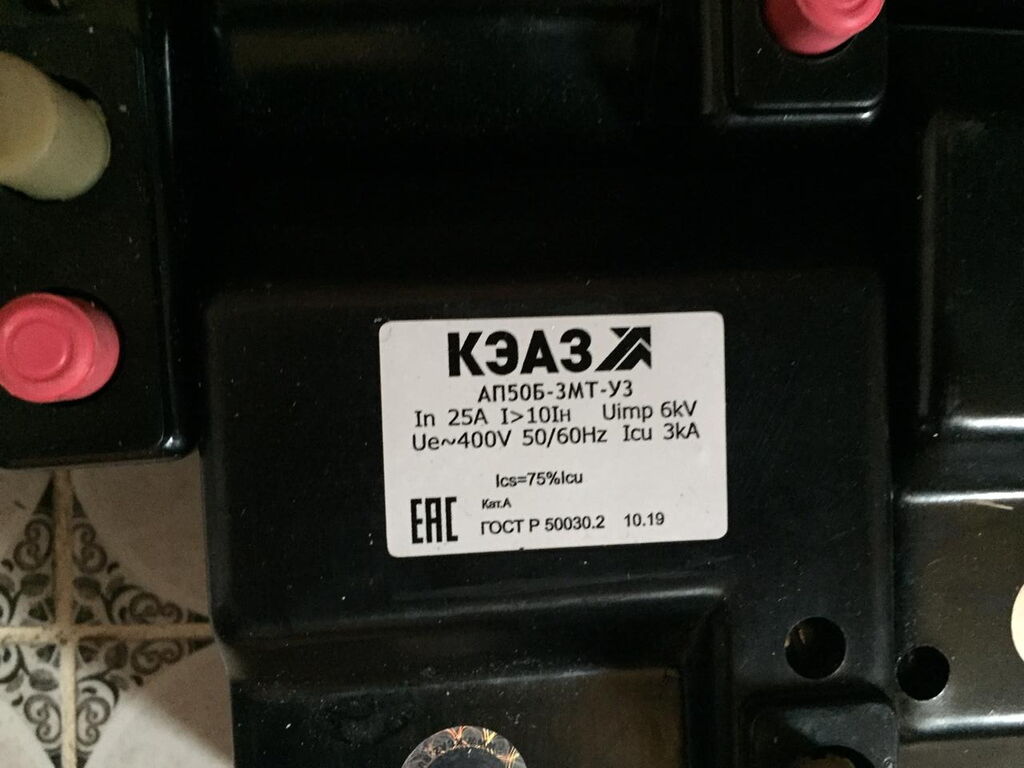 КЭАЗ
АП50Б-3МТ-У3
In 25A I>10Iн Uimp 6kV
Ue~400V 50/60Hz Icu 3kA
Ics=75%Icu
Кат.А
EAC ГОСТ Р 50030.2 10.19